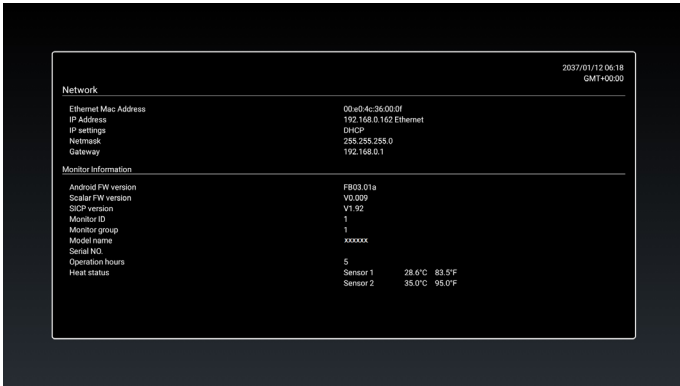 2037/01/12 06:18
GMT+00:00
Network
Ethernet Mac Address 00:e0:4c:36:00:0f
IP Address 192.168.0.162 Ethernet
IP settings DHCP
Netmask 255.255.255.0
Gateway 192.168.0.1
Monitor Information
Android FW version FB03.01a
Scalar FW version V0.009
SICP version V1.92
Monitor ID 1
Monitor group 1
Model name xxxxxx
Serial NO.
Operation hours 5
Heat status Sensor 1 28.6°C 83.5°F
Sensor 2 35.0°C 95.0°F